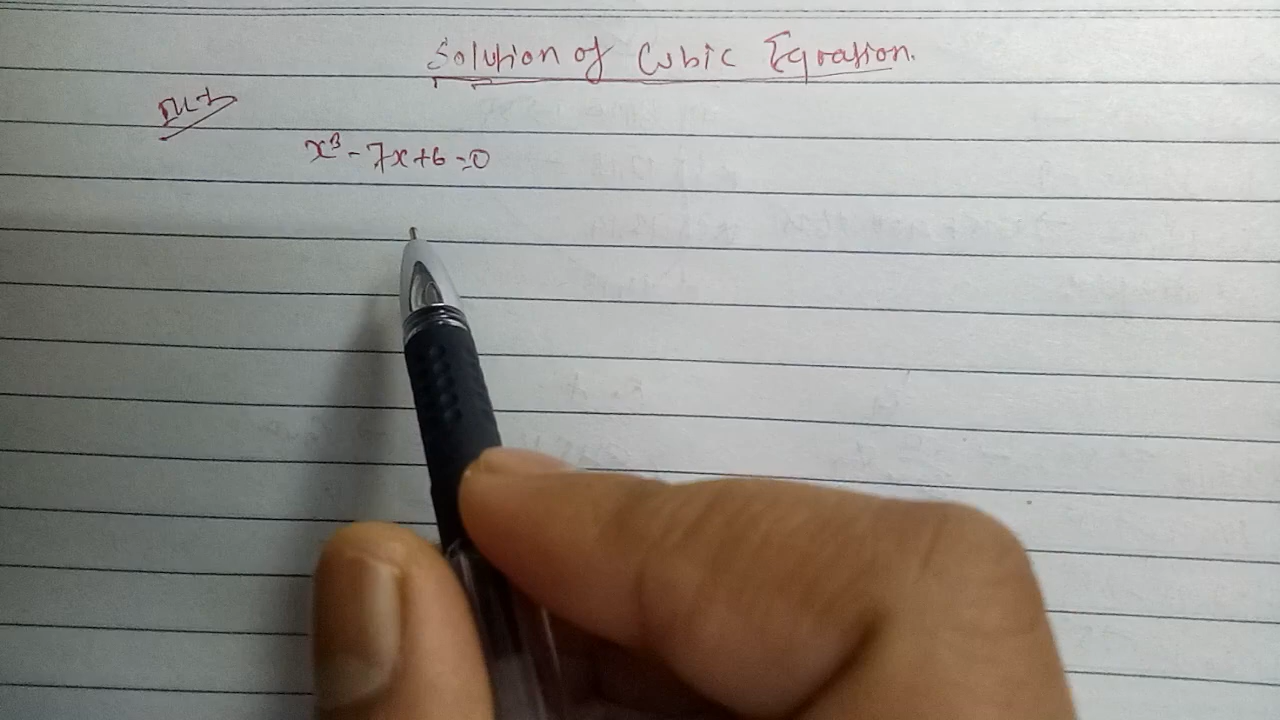 Solution of Cubic Equation.
x³ - 7x + 6 = 0